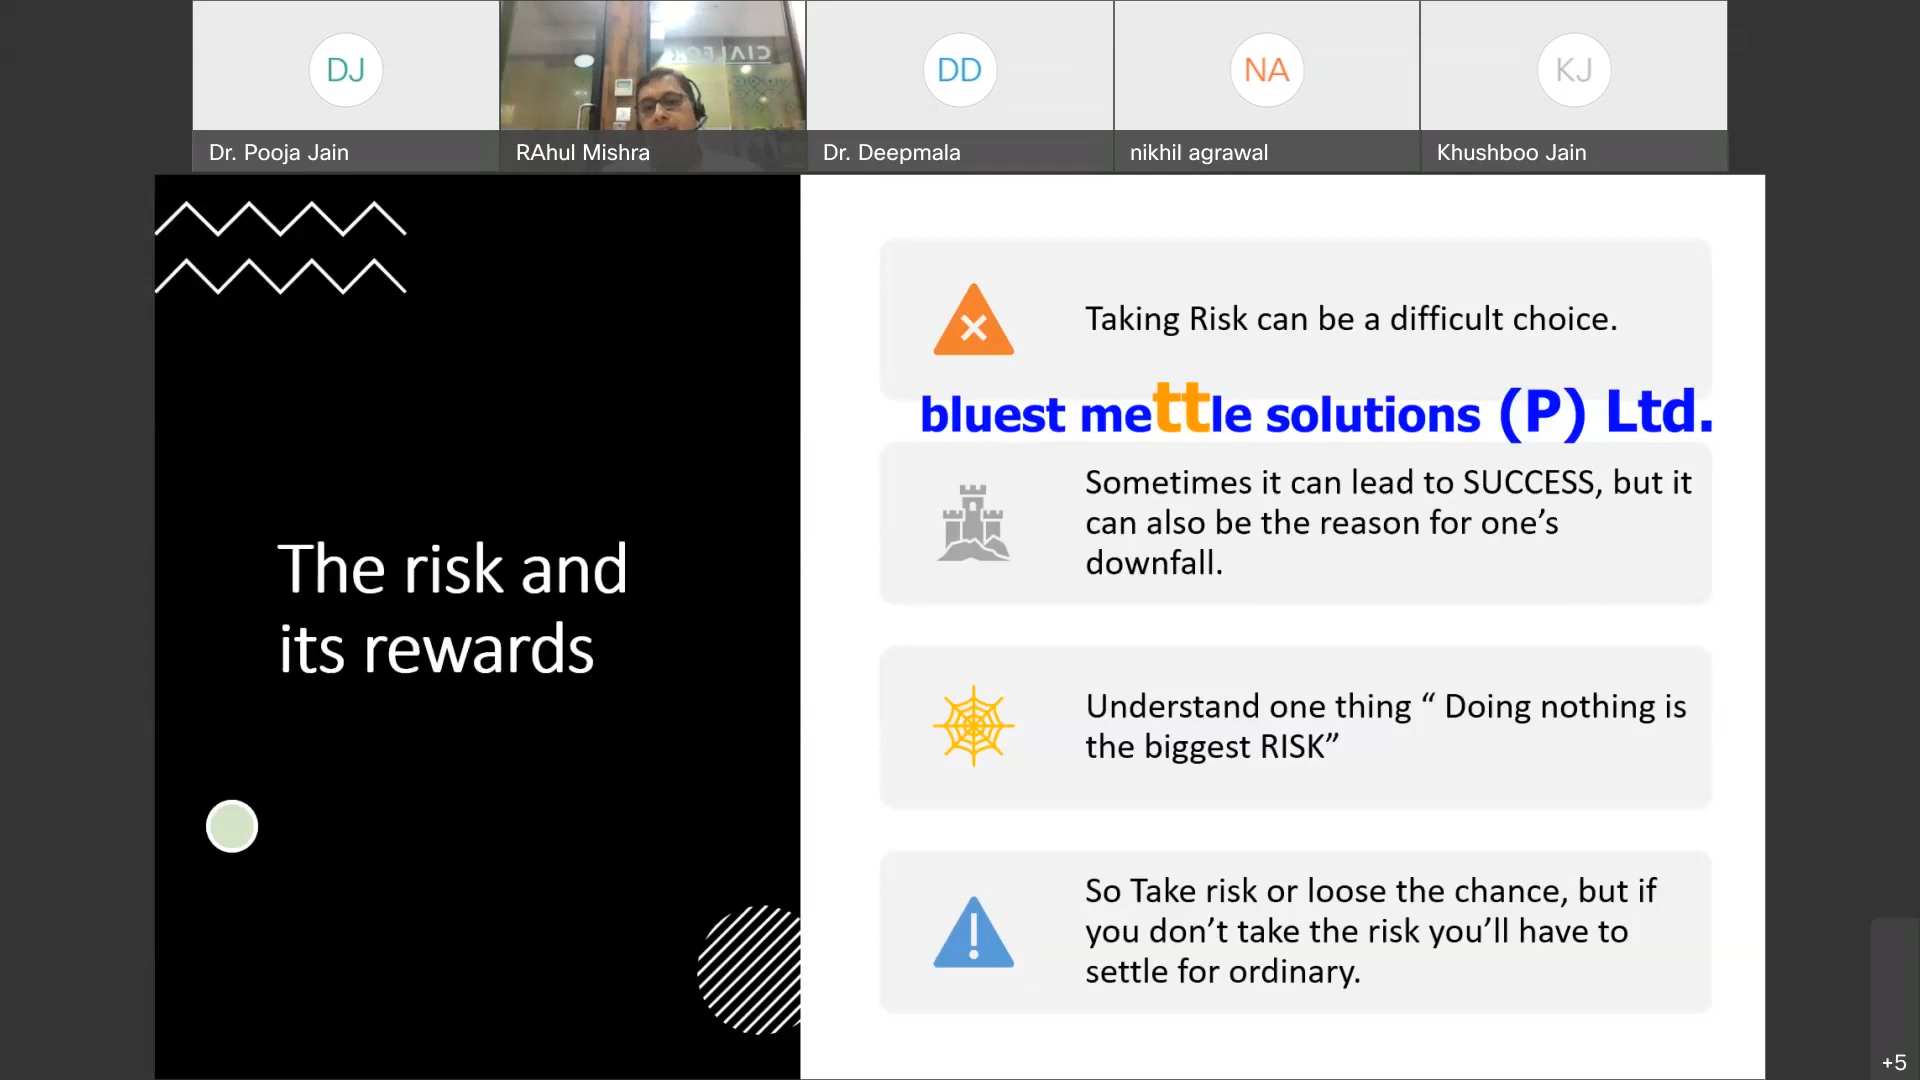 DJ
DD
NA
KJ
Dr. Pooja Jain
RAhul Mishra
Dr. Deepmala
nikhil agrawal
Khushboo Jain
The risk and
its rewards
Taking Risk can be a difficult choice.
bluest mettle solutions (P) Ltd.
Sometimes it can lead to SUCCESS, but it
can also be the reason for one’s
downfall.
Understand one thing “ Doing nothing is
the biggest RISK”
So Take risk or loose the chance, but if
you don’t take the risk you’ll have to
settle for ordinary.
+5